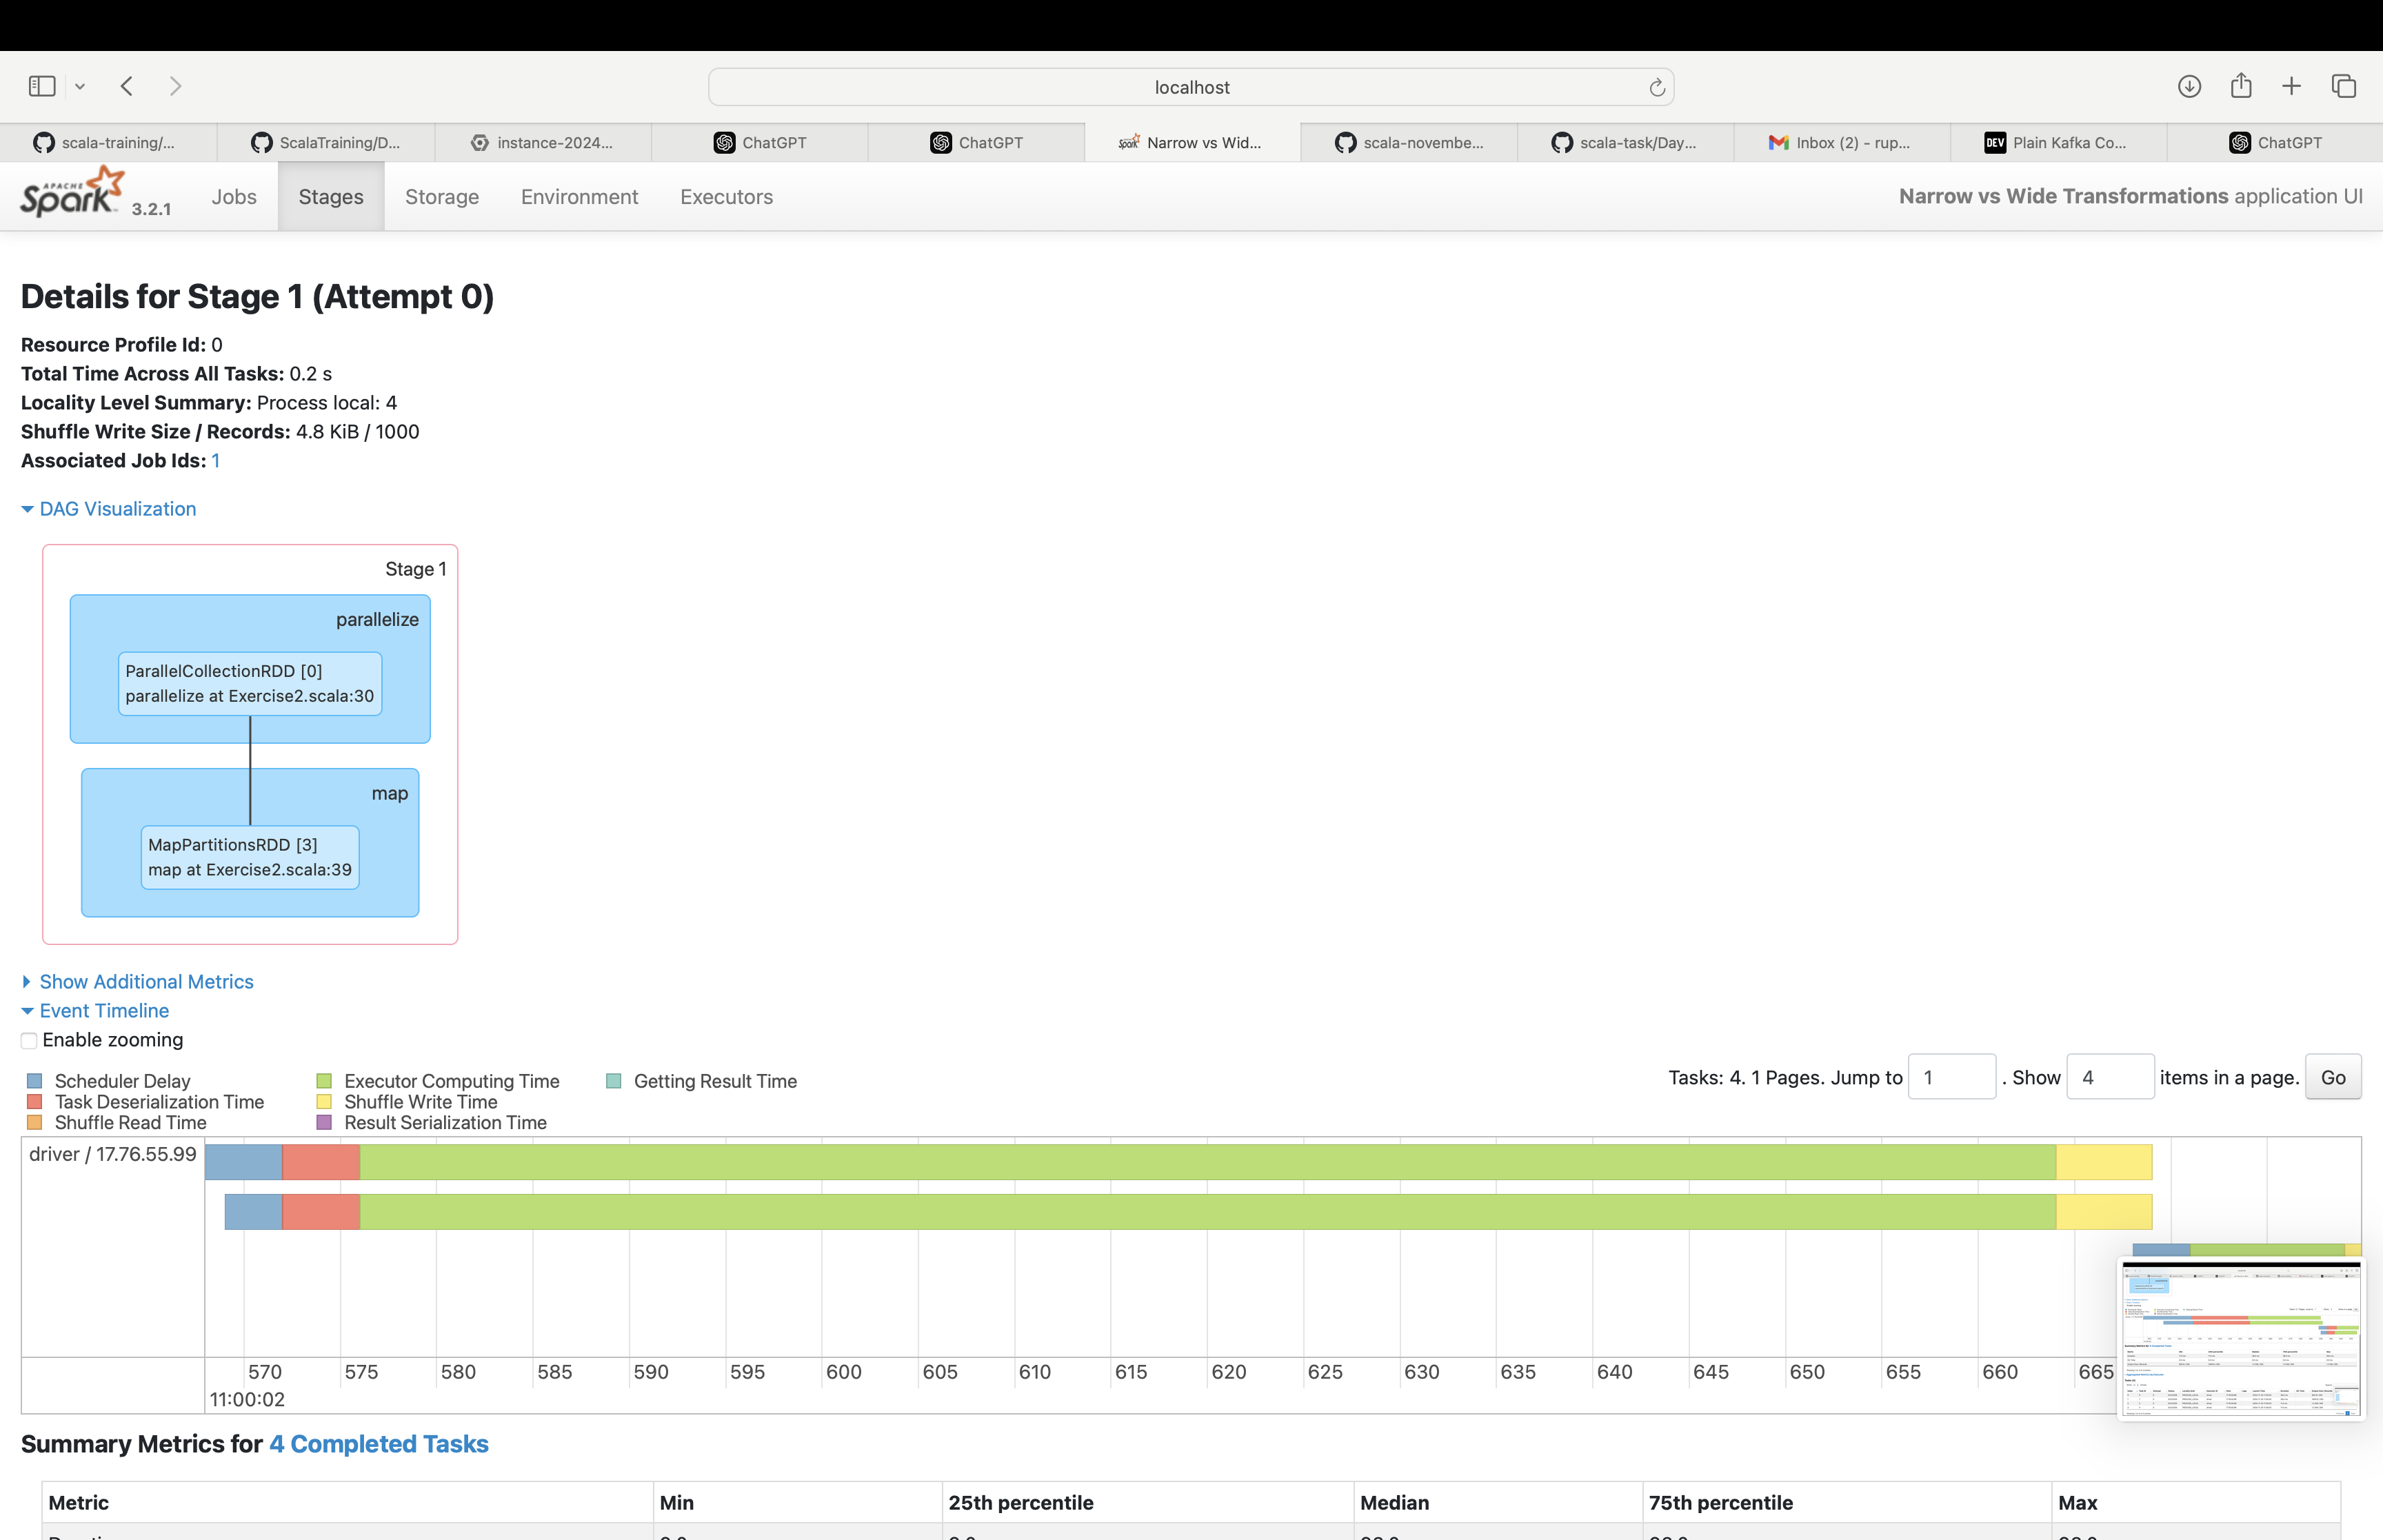 localhost
scala-training/...
ScalaTraining/D...
instance-2024...
ChatGPT
ChatGPT
Narrow vs Wid...
scala-novembe...
scala-task/Day...
Inbox (2) - rup...
DEV Plain Kafka Co...
ChatGPT
APACHE Spark 3.2.1
Jobs
Stages
Storage
Environment
Executors
Narrow vs Wide Transformations application UI
Details for Stage 1 (Attempt 0)
Resource Profile Id: 0
Total Time Across All Tasks: 0.2 s
Locality Level Summary: Process local: 4
Shuffle Write Size / Records: 4.8 KiB / 1000
Associated Job Ids: 1
DAG Visualization
Stage 1
parallelize
ParallelCollectionRDD [0]
parallelize at Exercise2.scala:30
map
MapPartitionsRDD [3]
map at Exercise2.scala:39
Show Additional Metrics
Event Timeline
Enable zooming
Tasks: 4. 1 Pages. Jump to 1 . Show 4 items in a page. Go
Scheduler Delay
Task Deserialization Time
Shuffle Read Time
Executor Computing Time
Shuffle Write Time
Result Serialization Time
Getting Result Time
driver / 17.76.55.99
570 575 580 585 590 595 600 605 610 615 620 625 630 635 640 645 650 655 660 665
11:00:02
Summary Metrics for 4 Completed Tasks
Metric Min 25th percentile Median 75th percentile Max